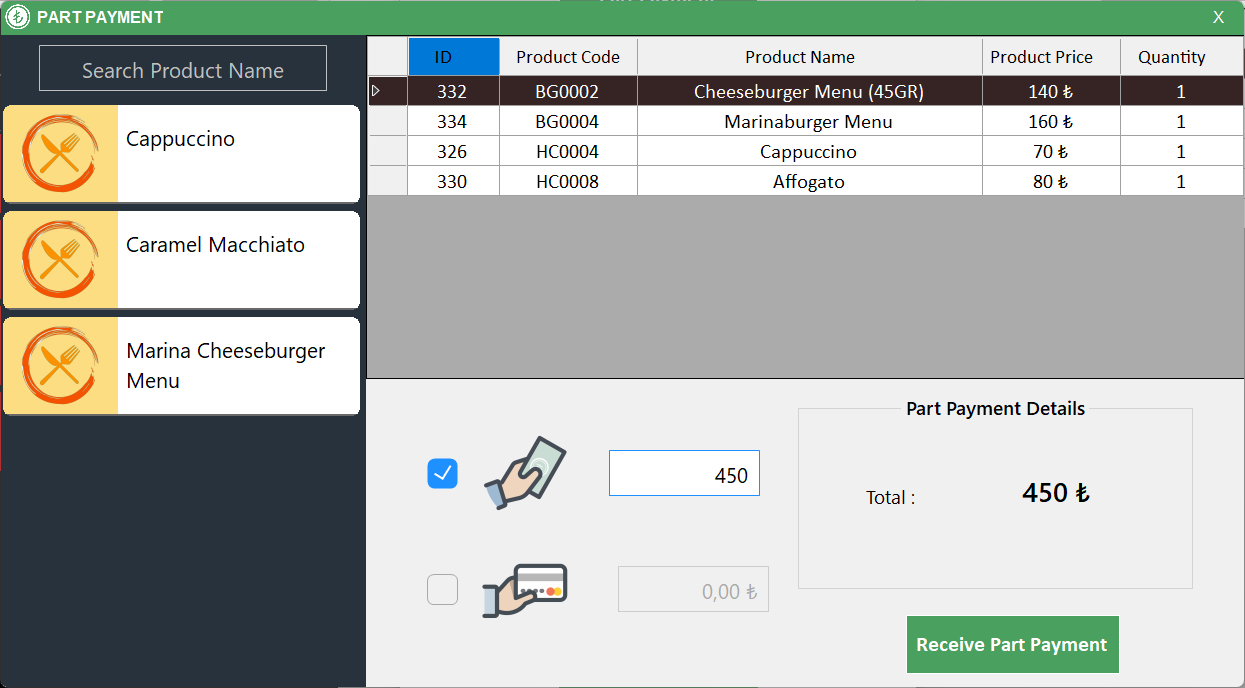 PART PAYMENT
X
Search Product Name
Cappuccino
Caramel Macchiato
Marina Cheeseburger
Menu
ID Product Code Product Name Product Price Quantity
332 BG0002 Cheeseburger Menu (45GR) 140 ₺ 1
334 BG0004 Marinaburger Menu 160 ₺ 1
326 HC0004 Cappuccino 70 ₺ 1
330 HC0008 Affogato 80 ₺ 1
450
0,00 ₺
Part Payment Details
Total : 450 ₺
Receive Part Payment